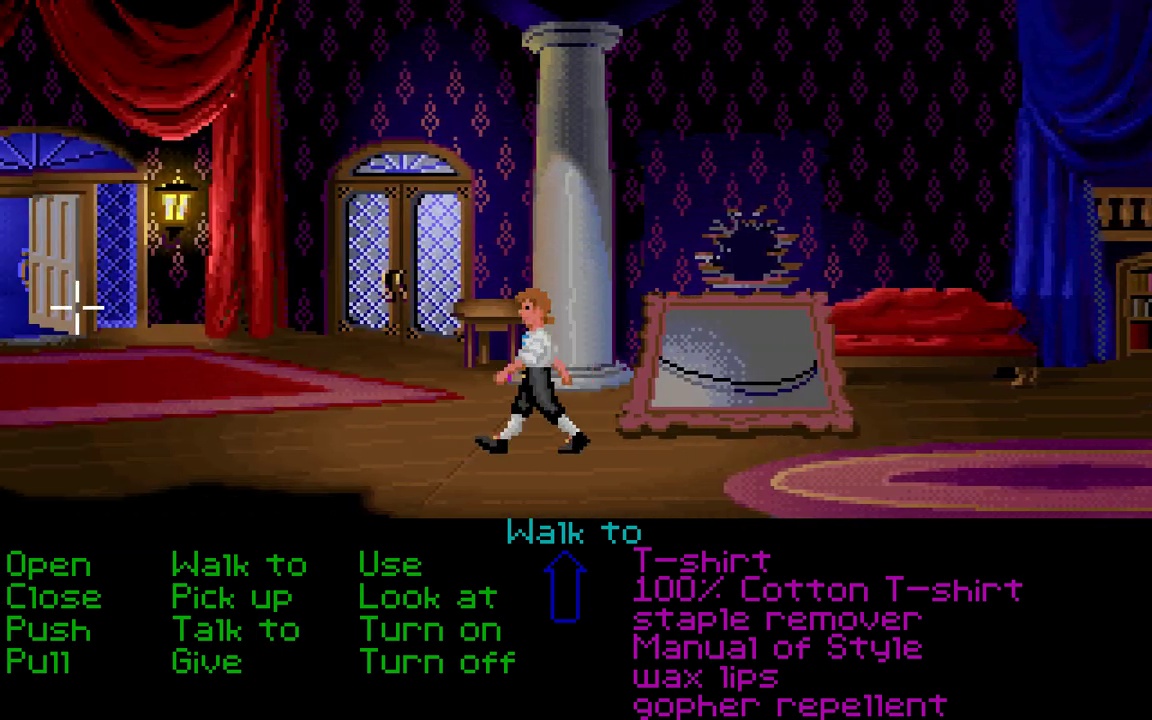 Walk to
Open Walk to Use
Close Pick up Look at
Push Talk to Turn on
Pull Give Turn off
T-shirt
100% Cotton T-shirt
staple remover
Manual of Style
wax lips
gopher repellent